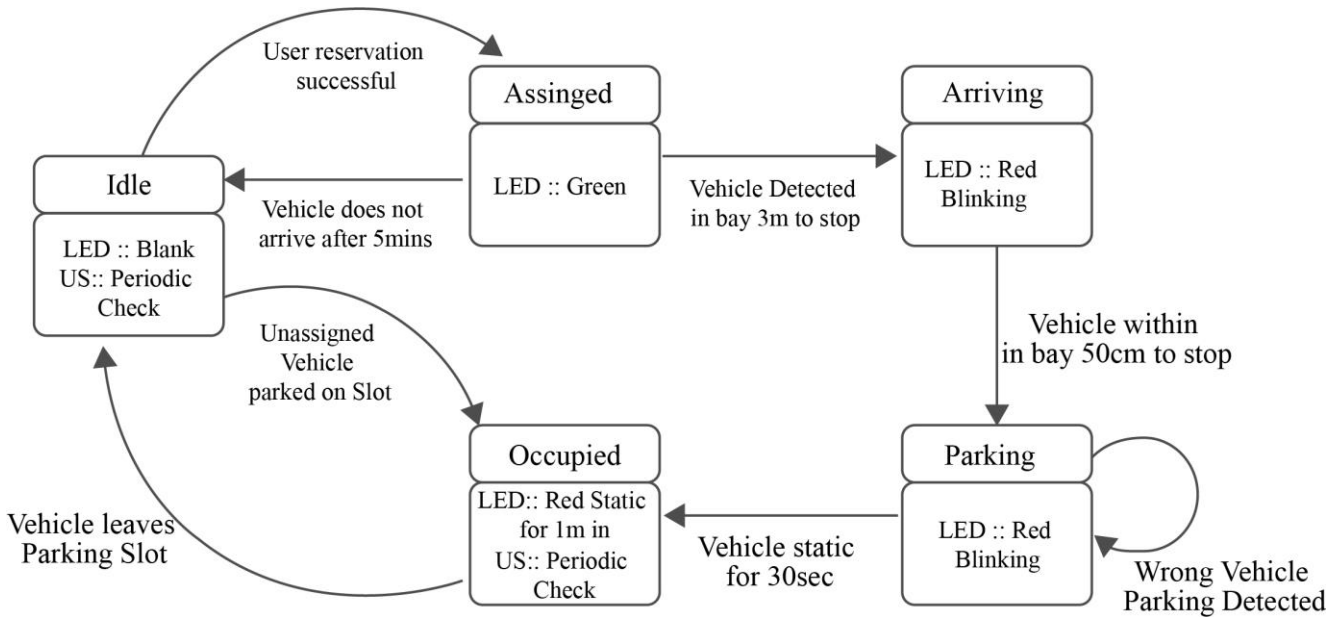 User reservation
successful
Assinged
LED :: Green
Arriving
LED :: Red
Blinking
Idle
LED :: Blank
US:: Periodic
Check
Vehicle does not
arrive after 5mins
Vehicle Detected
in bay 3m to stop
Unassigned
Vehicle
parked on Slot
Vehicle within
in bay 50cm to stop
Occupied
LED:: Red Static
for 1m in
US:: Periodic
Check
Parking
LED :: Red
Blinking
Vehicle leaves
Parking Slot
Vehicle static
for 30sec
Wrong Vehicle
Parking Detected